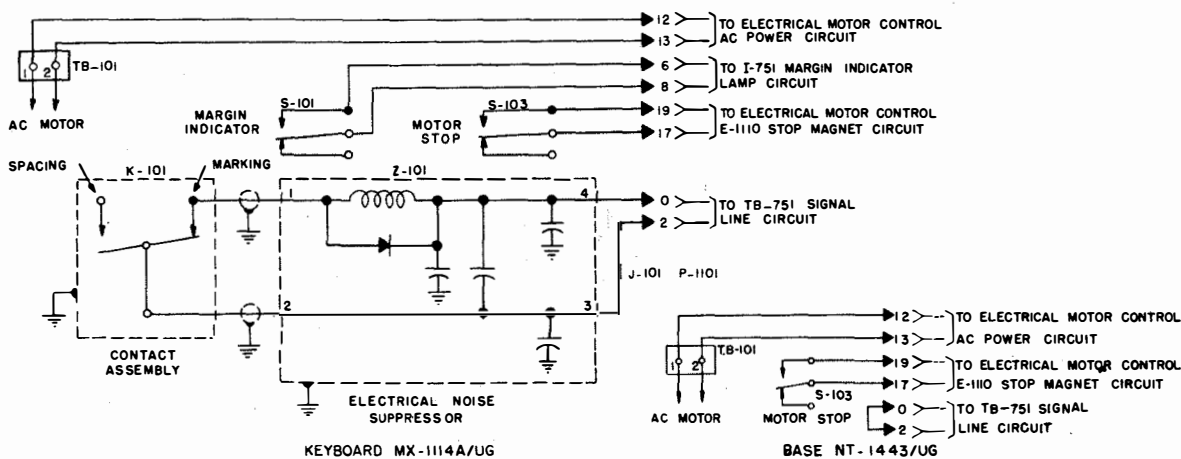 12 TO ELECTRICAL MOTOR CONTROL
13 AC POWER CIRCUIT
1 2 TB-101
AC MOTOR
6 TO I-751 MARGIN INDICATOR
8 LAMP CIRCUIT
MARGIN
INDICATOR
S-101
MOTOR
STOP
S-103
19 TO ELECTRICAL MOTOR CONTROL
17 E-1110 STOP MAGNET CIRCUIT
SPACING
K-101
MARKING
Z-101
1
4
0 TO TB-751 SIGNAL
2 LINE CIRCUIT
J-101 P-1101
2
3
CONTACT
ASSEMBLY
ELECTRICAL NOISE
SUPPRESSOR
KEYBOARD MX-1114A/UG
12 TO ELECTRICAL MOTOR CONTROL
13 AC POWER CIRCUIT
1 2 T.B-101
AC MOTOR
19 TO ELECTRICAL MOTOR CONTROL
17 E-1110 STOP MAGNET CIRCUIT
S-103
MOTOR STOP
0 TO TB-751 SIGNAL
2 LINE CIRCUIT
BASE NT-1443/UG